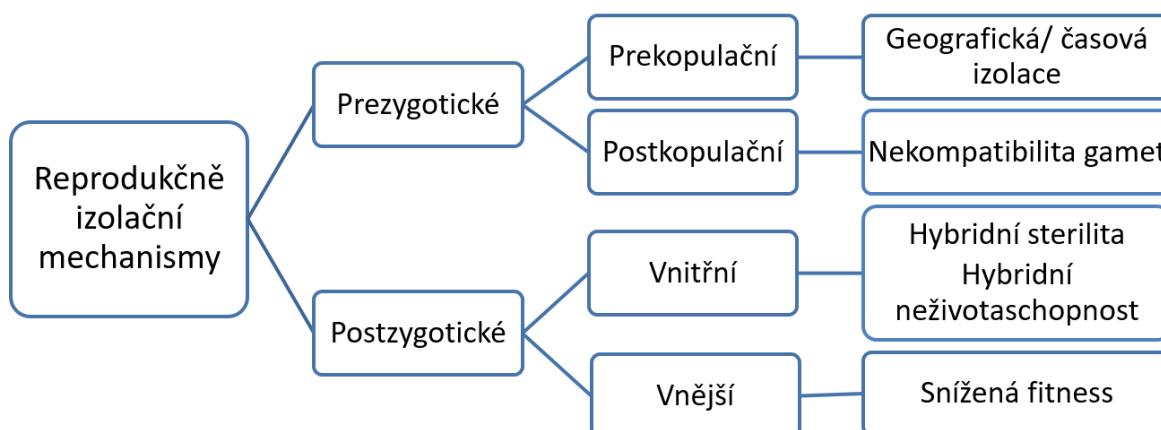 Reprodukčně
izolační
mechanismy
Prezygotické
Prekopulační
Geografická/ časová
izolace
Postkopulační
Nekompatibilita gamet
Postzygotické
Vnitřní
Hybridní sterilita
Hybridní
neživotaschopnost
Vnější
Snížená fitness